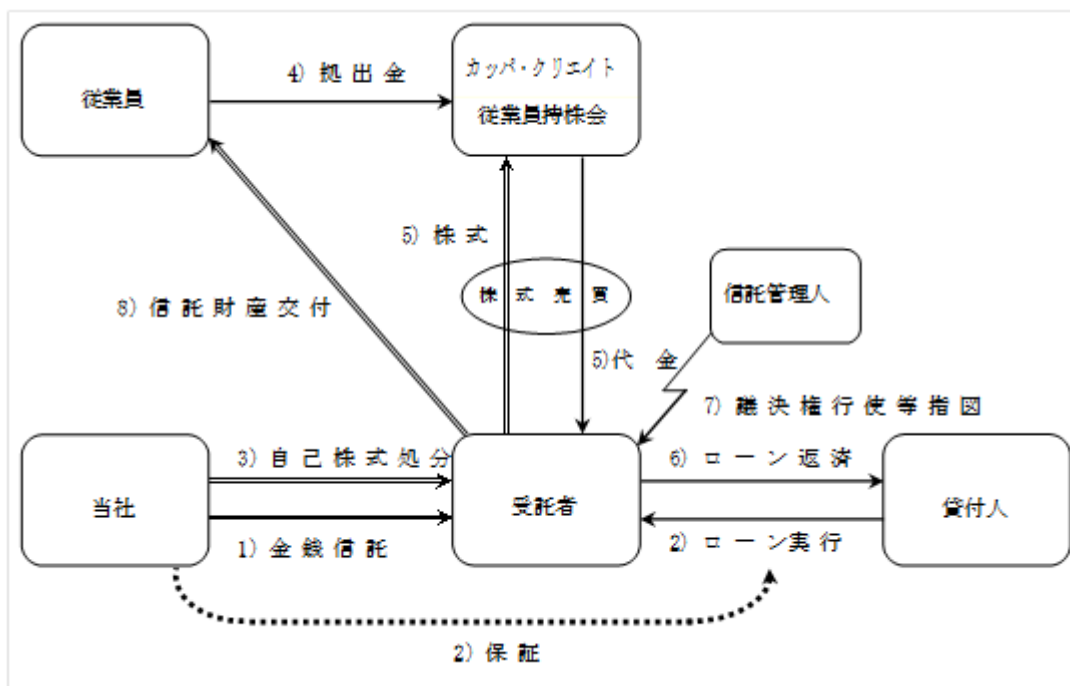 従業員
4) 拠出金
カッパ・クリエイト
従業員持株会
5) 株式
株式売買
信託管理人
8) 信託財産交付
5)代金
7) 議決権行使等指図
当社
3) 自己株式処分
受託者
6) ローン返済
貸付人
1) 金銭信託
2) ローン実行
2) 保証